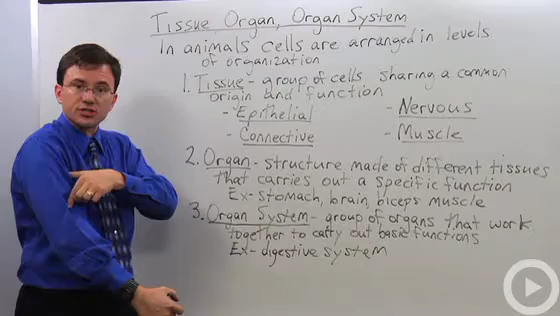 Tissue, Organ, Organ System
In animals cells are arranged in levels
of organization
1. Tissue - group of cells sharing a common
origin and function
- Epithelial - Nervous
- Connective - Muscle
2. Organ - structure made of different tissues
that carries out a specific function
Ex - stomach, brain, biceps muscle
3. Organ System - group of organs that work
together to carry out basic functions
Ex - digestive system